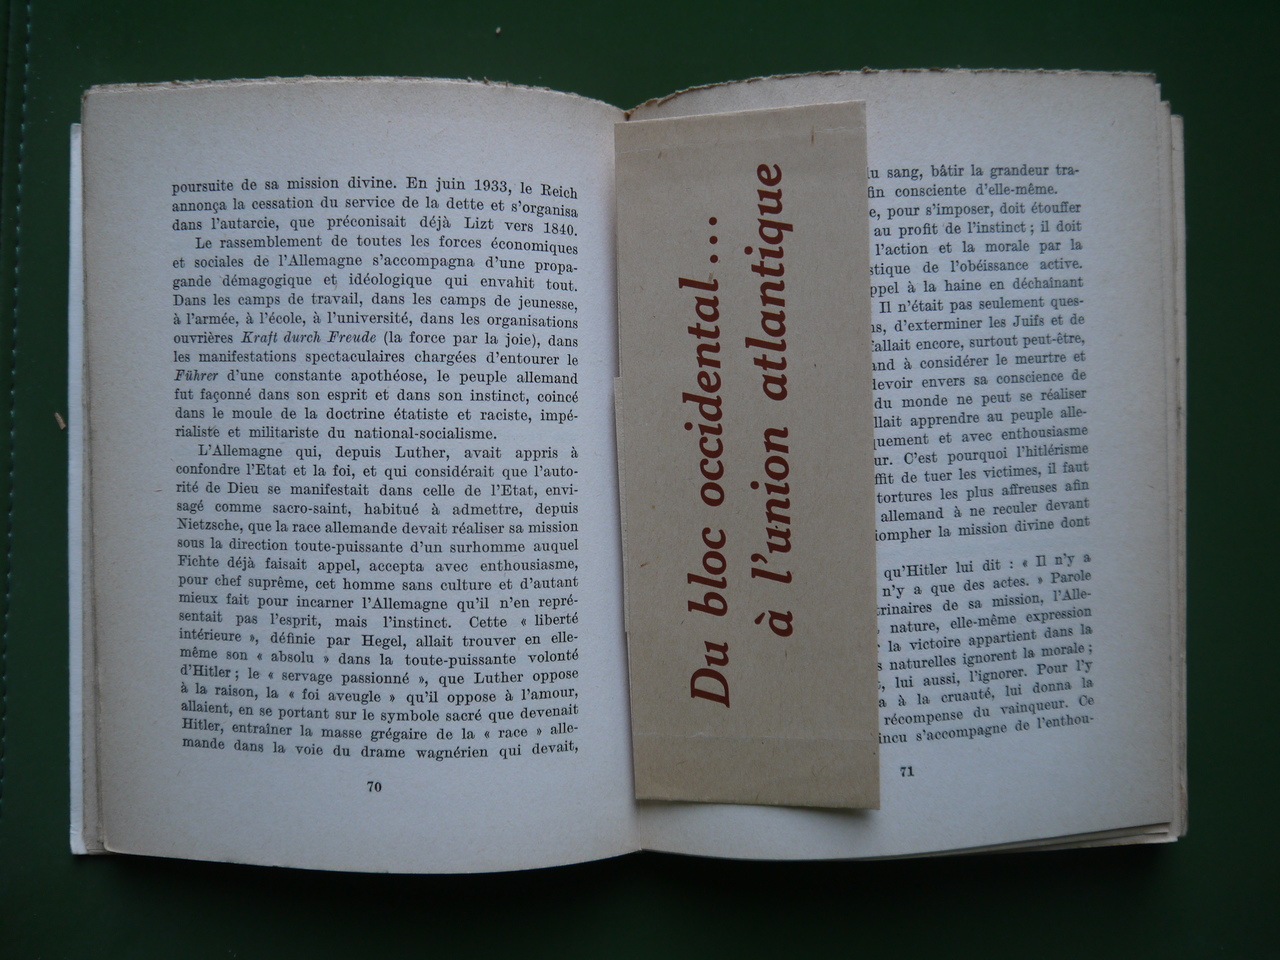 poursuite de sa mission divine. En juin 1933, le Reich
annonça la cessation du service de la dette et s'organisa
dans l'autarcie, que préconisait déjà Lizt vers 1840.
Le rassemblement de toutes les forces économiques
et sociales de l'Allemagne s'accompagna d'une propa-
gande démagogique et idéologique qui envahit tout.
Dans les camps de travail, dans les camps de jeunesse,
à l'armée, à l'école, à l'université, dans les organisations
ouvrières Kraft durch Freude (la force par la joie), dans
les manifestations spectaculaires chargées d'entourer le
Führer d'une constante apothéose, le peuple allemand
fut façonné dans son esprit et dans son instinct, coincé
dans le moule de la doctrine étatiste et raciste, impé-
rialiste et militariste du national-socialisme.
L'Allemagne qui, depuis Luther, avait appris à
confondre l'Etat et la foi, et qui considérait que l'auto-
rité de Dieu se manifestait dans celle de l'Etat, envi-
sagé comme sacro-saint, habitué à admettre, depuis
Nietzsche, que la race allemande devait réaliser sa mission
sous la direction toute-puissante d'un surhomme auquel
Fichte déjà faisait appel, accepta avec enthousiasme,
pour chef suprême, cet homme sans culture et d'autant
mieux fait pour incarner l'Allemagne qu'il n'en repré-
sentait pas l'esprit, mais l'instinct. Cette « liberté
intérieure », définie par Hegel, allait trouver en elle-
même son « absolu » dans la toute-puissante volonté
d'Hitler ; le « servage passionné », que Luther oppose
à la raison, la « foi aveugle » qu'il oppose à l'amour,
allaient, en se portant sur le symbole sacré que devenait
Hitler, entraîner la masse grégaire de la « race » alle-
mande dans la voie du drame wagnérien qui devait,
70
Du bloc occidental...
à l'union atlantique
sang, bâtir la grandeur tra-
consciente d'elle-même.
pour s'imposer, doit étouffer
au profit de l'instinct ; il doit
l'action et la morale par la
de l'obéissance active.
à la haine en déchaînant
Il n'était pas seulement ques-
d'exterminer les Juifs et de
encore, surtout peut-être,
à considérer le meurtre et
devoir envers sa conscience de
du monde ne peut se réaliser
apprendre au peuple alle-
et avec enthousiasme
C'est pourquoi l'hitlérisme
de tuer les victimes, il faut
tortures les plus affreuses afin
allemand à ne reculer devant
la mission divine dont
qu'Hitler lui dit : « Il n'y a
n'y a que des actes. » Parole
de sa mission, l'Alle-
nature, elle-même expression
la victoire appartient dans la
naturelles ignorent la morale ;
lui aussi, l'ignorer. Pour l'y
à la cruauté, lui donna la
récompense du vainqueur. Ce
s'accompagne de l'enthou-
71